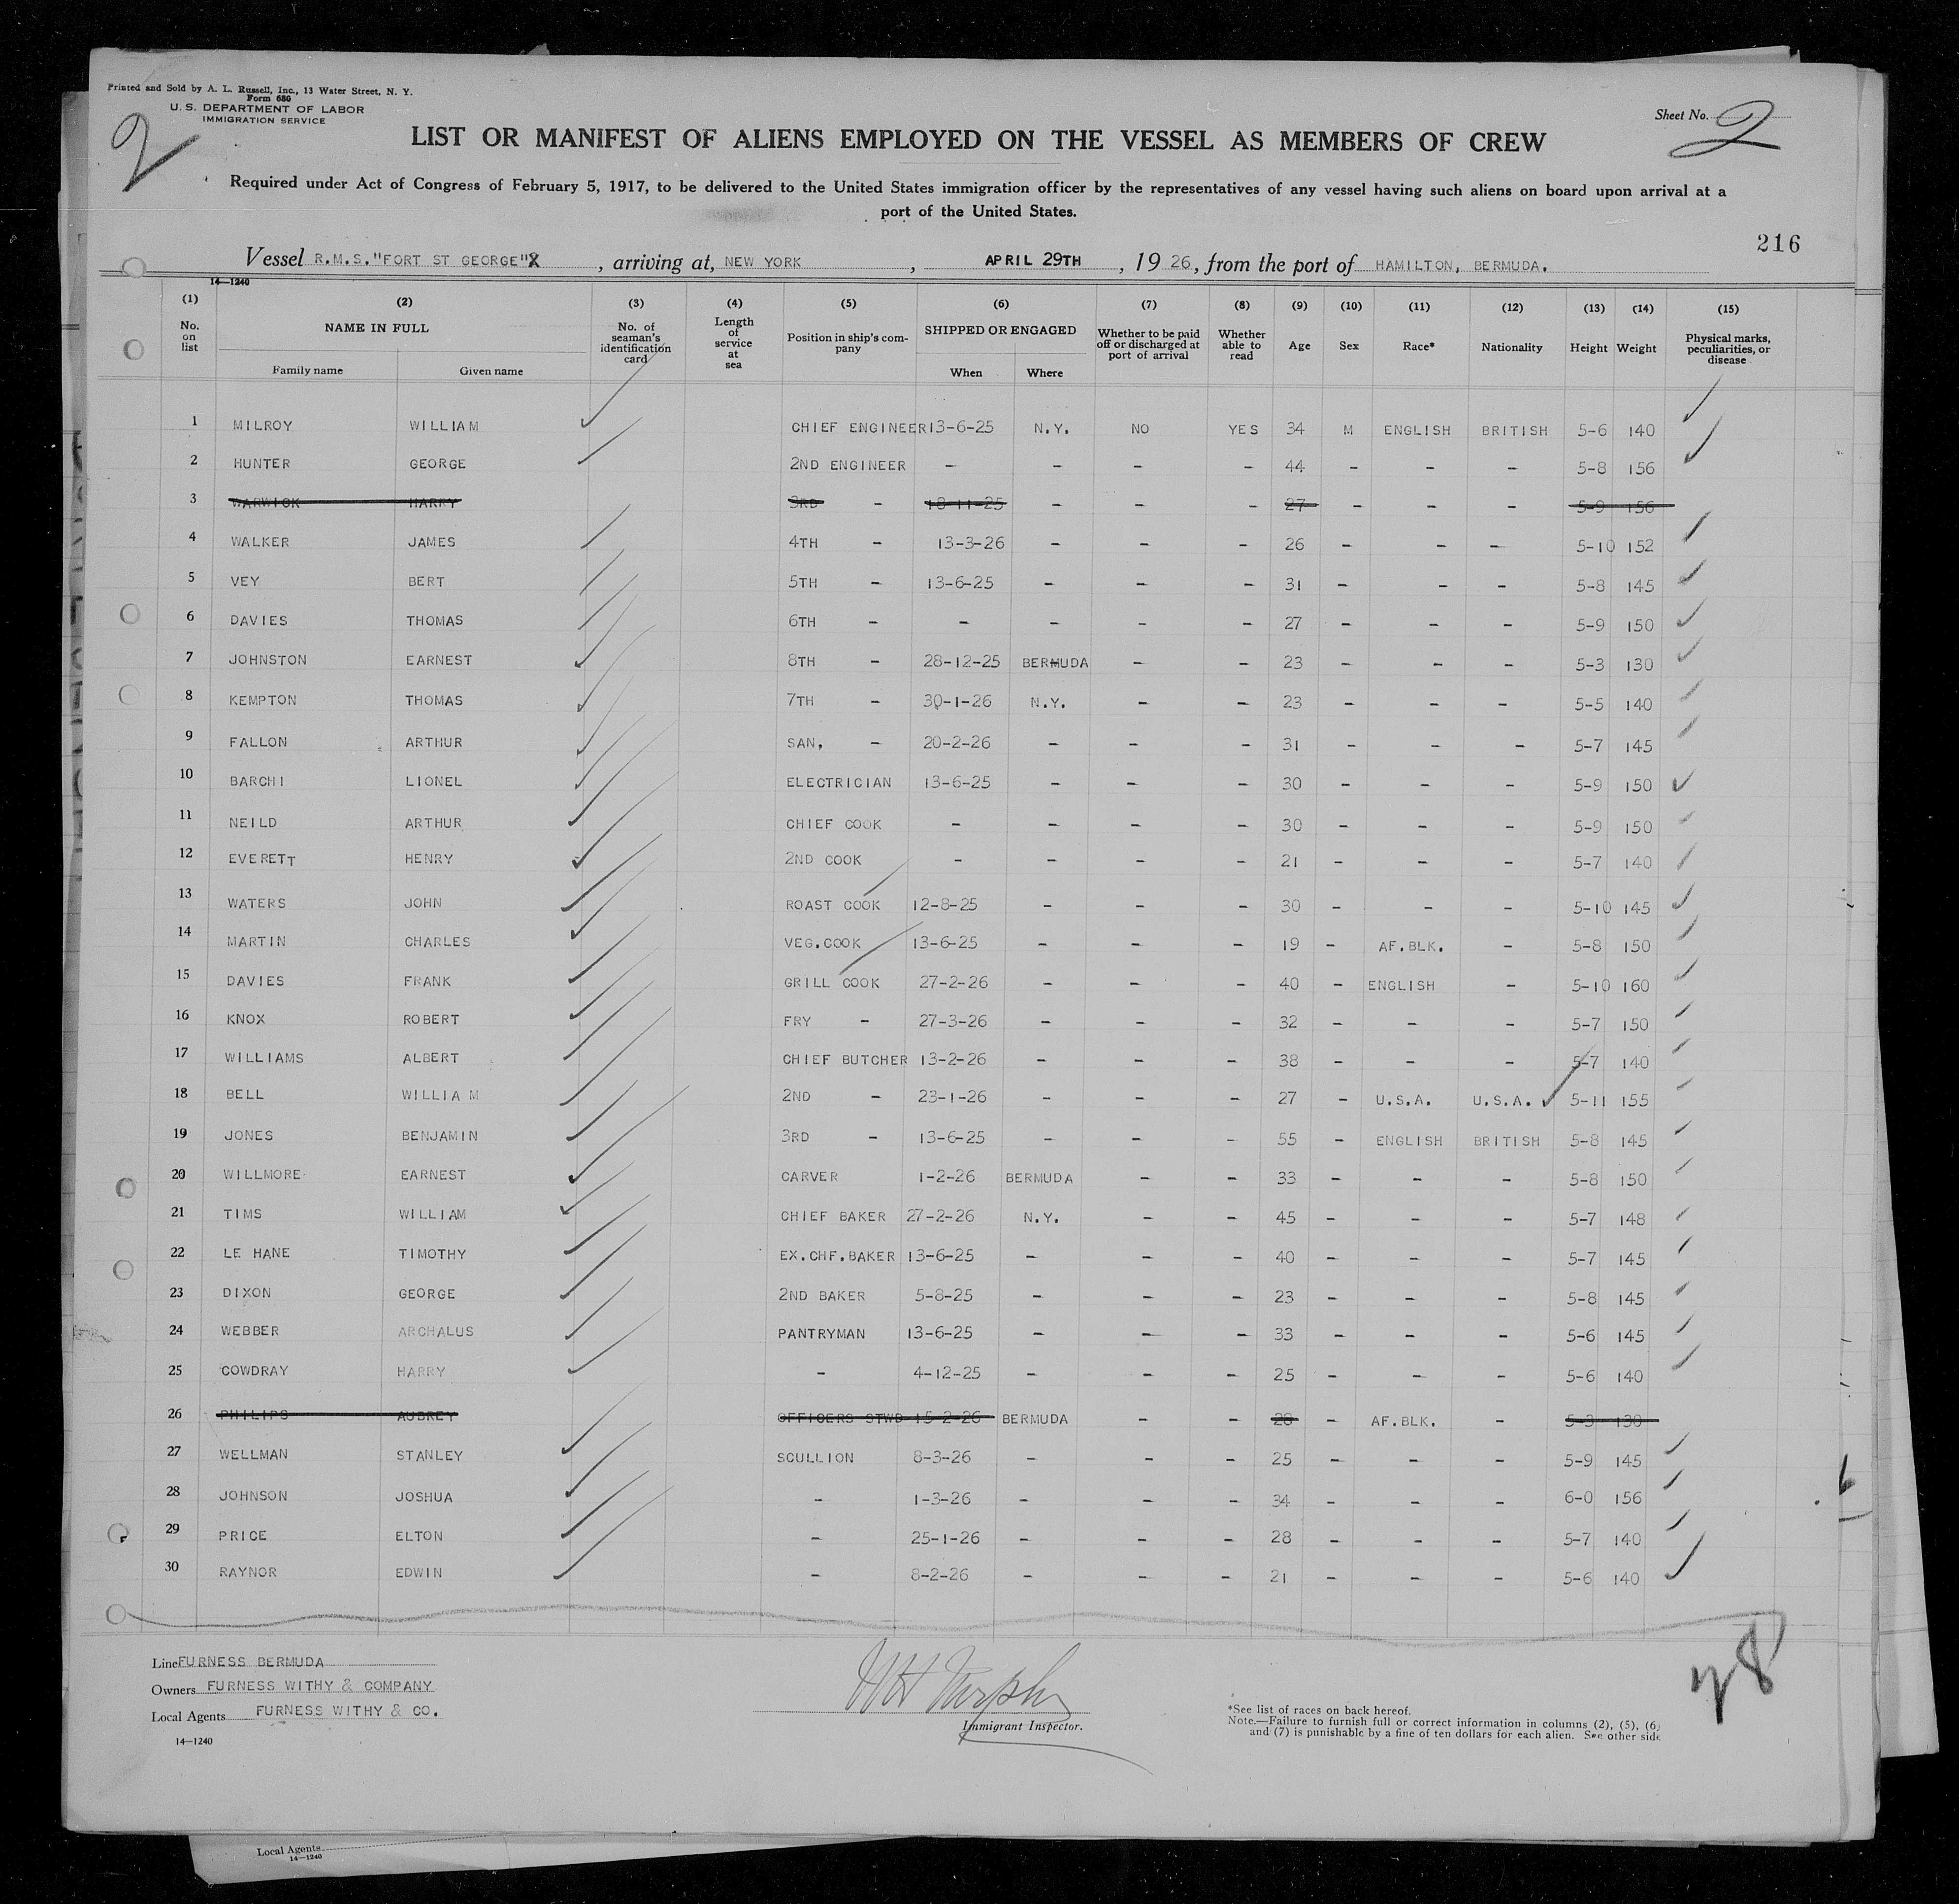 Printed and Sold by A. L. Russell, Inc., 13 Water Street, N. Y.
Form 680
U. S. DEPARTMENT OF LABOR
IMMIGRATION SERVICE
2
Sheet No. 2
LIST OR MANIFEST OF ALIENS EMPLOYED ON THE VESSEL AS MEMBERS OF CREW
Required under Act of Congress of February 5, 1917, to be delivered to the United States immigration officer by the representatives of any vessel having such aliens on board upon arrival at a
port of the United States.
216
Vessel R.M.S."FORT ST GEORGE"X, arriving at, NEW YORK, APRIL 29TH, 19 26, from the port of HAMILTON, BERMUDA.
14—1240
(1) No. on list (2) NAME IN FULL Family name Given name (3) No. of seaman's identification card (4) Length of service at sea (5) Position in ship's company (6) SHIPPED OR ENGAGED When Where (7) Whether to be paid off or discharged at port of arrival (8) Whether able to read (9) Age (10) Sex (11) Race* (12) Nationality (13) Height (14) Weight (15) Physical marks, peculiarities, or disease
1 MILROY WILLIAM CHIEF ENGINEER 13-6-25 N.Y. NO YES 34 M ENGLISH BRITISH 5-6 140
2 HUNTER GEORGE 2ND ENGINEER - - - - 44 - - - 5-8 156
3 WARWICK HARRY 3RD - 18-11-25 - - - 27 - - - 5-9 156
4 WALKER JAMES 4TH - 13-3-26 - - - 26 - - - 5-10 152
5 VEY BERT 5TH - 13-6-25 - - - 31 - - - 5-8 145
6 DAVIES THOMAS 6TH - - - - - 27 - - - 5-9 150
7 JOHNSTON EARNEST 8TH - 28-12-25 BERMUDA - - 23 - - - 5-3 130
8 KEMPTON THOMAS 7TH - 30-1-26 N.Y. - - 23 - - - 5-5 140
9 FALLON ARTHUR SAN, - 20-2-26 - - - 31 - - - 5-7 145
10 BARCHI LIONEL ELECTRICIAN 13-6-25 - - - 30 - - - 5-9 150
11 NEILD ARTHUR CHIEF COOK - - - - 30 - - - 5-9 150
12 EVERETT HENRY 2ND COOK - - - - 21 - - - 5-7 140
13 WATERS JOHN ROAST COOK 12-8-25 - - - 30 - - - 5-10 145
14 MARTIN CHARLES VEG.COOK 13-6-25 - - - 19 - AF.BLK. - 5-8 150
15 DAVIES FRANK GRILL COOK 27-2-26 - - - 40 - ENGLISH - 5-10 160
16 KNOX ROBERT FRY - 27-3-26 - - - 32 - - - 5-7 150
17 WILLIAMS ALBERT CHIEF BUTCHER 13-2-26 - - - 38 - - - 5-7 140
18 BELL WILLIAM 2ND - 23-1-26 - - - 27 - U.S.A. U.S.A. 5-11 155
19 JONES BENJAMIN 3RD - 13-6-25 - - - 55 - ENGLISH BRITISH 5-8 145
20 WILLMORE EARNEST CARVER 1-2-26 BERMUDA - - 33 - - - 5-8 150
21 TIMS WILLIAM CHIEF BAKER 27-2-26 N.Y. - - 45 - - - 5-7 148
22 LE HANE TIMOTHY EX.CHF.BAKER 13-6-25 - - - 40 - - - 5-7 145
23 DIXON GEORGE 2ND BAKER 5-8-25 - - - 23 - - - 5-8 145
24 WEBBER ARCHALUS PANTRYMAN 13-6-25 - - - 33 - - - 5-6 145
25 COWDRAY HARRY - 4-12-25 - - - 25 - - - 5-6 140
26 PHILIPS AUBREY OFFICERS STWD 15-2-26 BERMUDA - - 28 - AF.BLK. - 5-3 130
27 WELLMAN STANLEY SCULLION 8-3-26 - - - 25 - - - 5-9 145
28 JOHNSON JOSHUA - 1-3-26 - - - 34 - - - 6-0 156
29 PRICE ELTON - 25-1-26 - - - 28 - - - 5-7 140
30 RAYNOR EDWIN - 8-2-26 - - - 21 - - - 5-6 140
Line FURNESS BERMUDA
Owners FURNESS WITHY & COMPANY
Local Agents FURNESS WITHY & CO.
14—1240
Immigrant Inspector.
*See list of races on back hereof.
Note.—Failure to furnish full or correct information in columns (2), (5), (6)
and (7) is punishable by a fine of ten dollars for each alien. See other side
Local Agents
14—1240